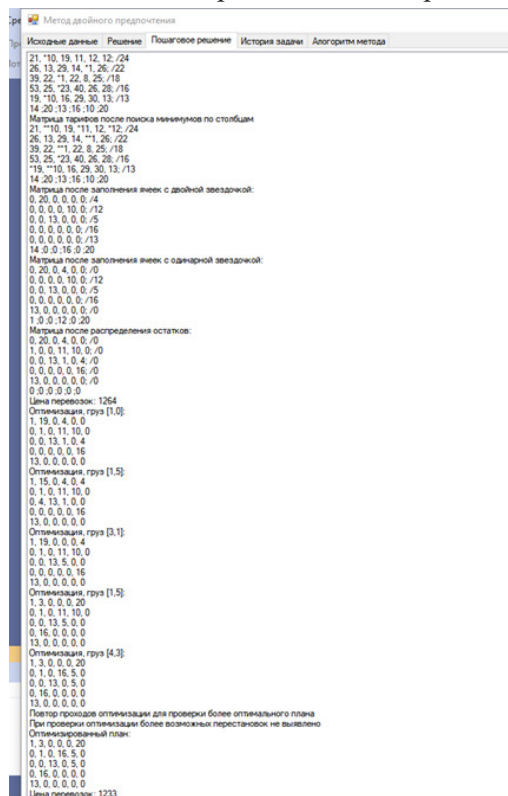 Метод двойного предпочтения
Исходные данные Решение Пошаговое решение История задачи Алогоритм метода
21, *10, 19, 11, 12, 12; /24
26, 13, 29, 14, *1, 26; /22
39, 22, *1, 22, 8, 25; /18
53, 25, *23, 40, 26, 28; /16
19, *10, 16, 29, 30, 13; /13
14 ;20 ;13 ;16 ;10 ;20
Матрица тарифов после поиска минимумов по столбцам
21, **10, 19, *11, 12, *12; /24
26, 13, 29, 14, **1, 26; /22
39, 22, **1, 22, 8, 25; /18
53, 25, *23, 40, 26, 28; /16
*19, **10, 16, 29, 30, 13; /13
14 ;20 ;13 ;16 ;10 ;20
Матрица после заполнения ячеек с двойной звездочкой:
0, 20, 0, 0, 0, 0; /4
0, 0, 0, 0, 10, 0; /12
0, 0, 13, 0, 0, 0; /5
0, 0, 0, 0, 0, 0; /16
0, 0, 0, 0, 0, 0; /13
14 ;0 ;0 ;16 ;0 ;20
Матрица после заполнения ячеек с одинарной звездочкой:
0, 20, 0, 4, 0, 0; /0
0, 0, 0, 0, 10, 0; /12
0, 0, 13, 0, 0, 0; /5
0, 0, 0, 0, 0, 0; /16
13, 0, 0, 0, 0, 0; /0
1 ;0 ;0 ;12 ;0 ;20
Матрица после распределения остатков:
0, 20, 0, 4, 0, 0; /0
1, 0, 0, 11, 10, 0; /0
0, 0, 13, 1, 0, 4; /0
0, 0, 0, 0, 0, 16; /0
13, 0, 0, 0, 0, 0; /0
0 ;0 ;0 ;0 ;0 ;0
Цена перевозок: 1264
Оптимизация, груз [1,0]:
1, 19, 0, 4, 0, 0
0, 1, 0, 11, 10, 0
0, 0, 13, 1, 0, 4
0, 0, 0, 0, 0, 16
13, 0, 0, 0, 0, 0
Оптимизация, груз [1,5]:
1, 15, 0, 4, 0, 4
0, 1, 0, 11, 10, 0
0, 4, 13, 1, 0, 0
0, 0, 0, 0, 0, 16
13, 0, 0, 0, 0, 0
Оптимизация, груз [3,1]:
1, 19, 0, 0, 0, 4
0, 1, 0, 11, 10, 0
0, 0, 13, 5, 0, 0
0, 0, 0, 0, 0, 16
13, 0, 0, 0, 0, 0
Оптимизация, груз [1,5]:
1, 3, 0, 0, 0, 20
0, 1, 0, 11, 10, 0
0, 0, 13, 5, 0, 0
0, 16, 0, 0, 0, 0
13, 0, 0, 0, 0, 0
Оптимизация, груз [4,3]:
1, 3, 0, 0, 0, 20
0, 1, 0, 16, 5, 0
0, 0, 13, 0, 5, 0
0, 16, 0, 0, 0, 0
13, 0, 0, 0, 0, 0
Повтор проходов оптимизации для проверки более оптимального плана
При проверки оптимизации более возможных перестановок не выявлено
Оптимизированный план:
1, 3, 0, 0, 0, 20
0, 1, 0, 16, 5, 0
0, 0, 13, 0, 5, 0
0, 16, 0, 0, 0, 0
13, 0, 0, 0, 0, 0
Цена перевозок: 1233